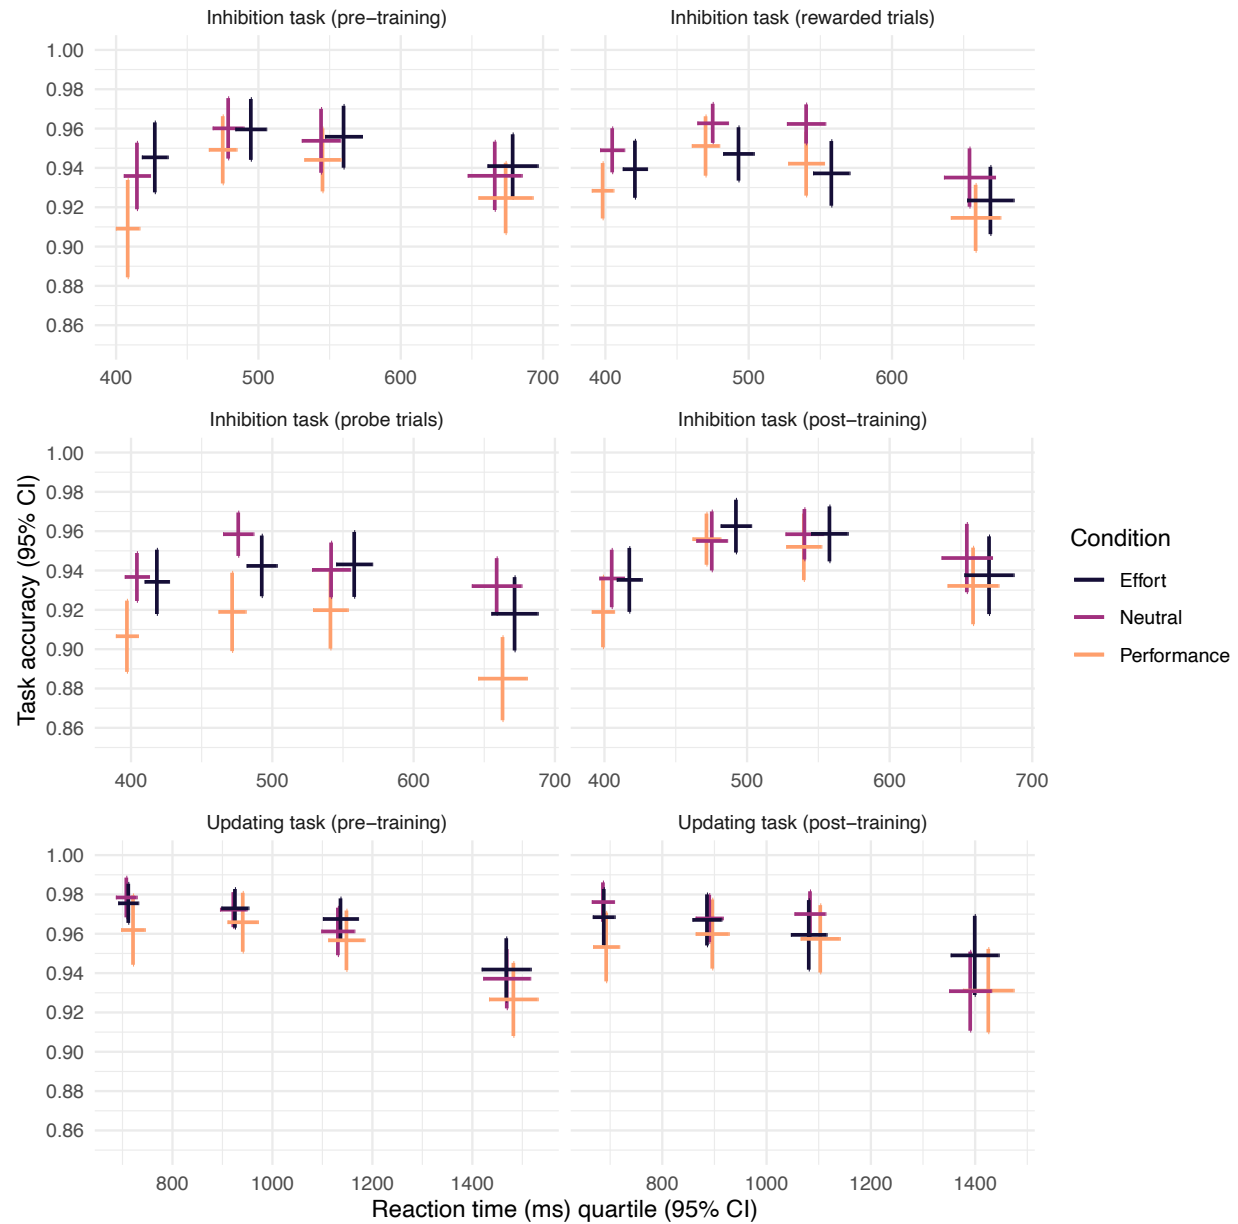 Inhibition task (pre−training)
Inhibition task (rewarded trials)
1.00
0.98
0.96
0.94
0.92
0.90
0.88
0.86
400 500 600 700
400 500 600
Inhibition task (probe trials)
Inhibition task (post−training)
1.00
0.98
0.96
0.94
0.92
0.90
0.88
0.86
400 500 600 700
400 500 600 700
Updating task (pre−training)
Updating task (post−training)
1.00
0.98
0.96
0.94
0.92
0.90
0.88
0.86
800 1000 1200 1400
800 1000 1200 1400
Task accuracy (95% CI)
Reaction time (ms) quartile (95% CI)
Condition
Effort
Neutral
Performance